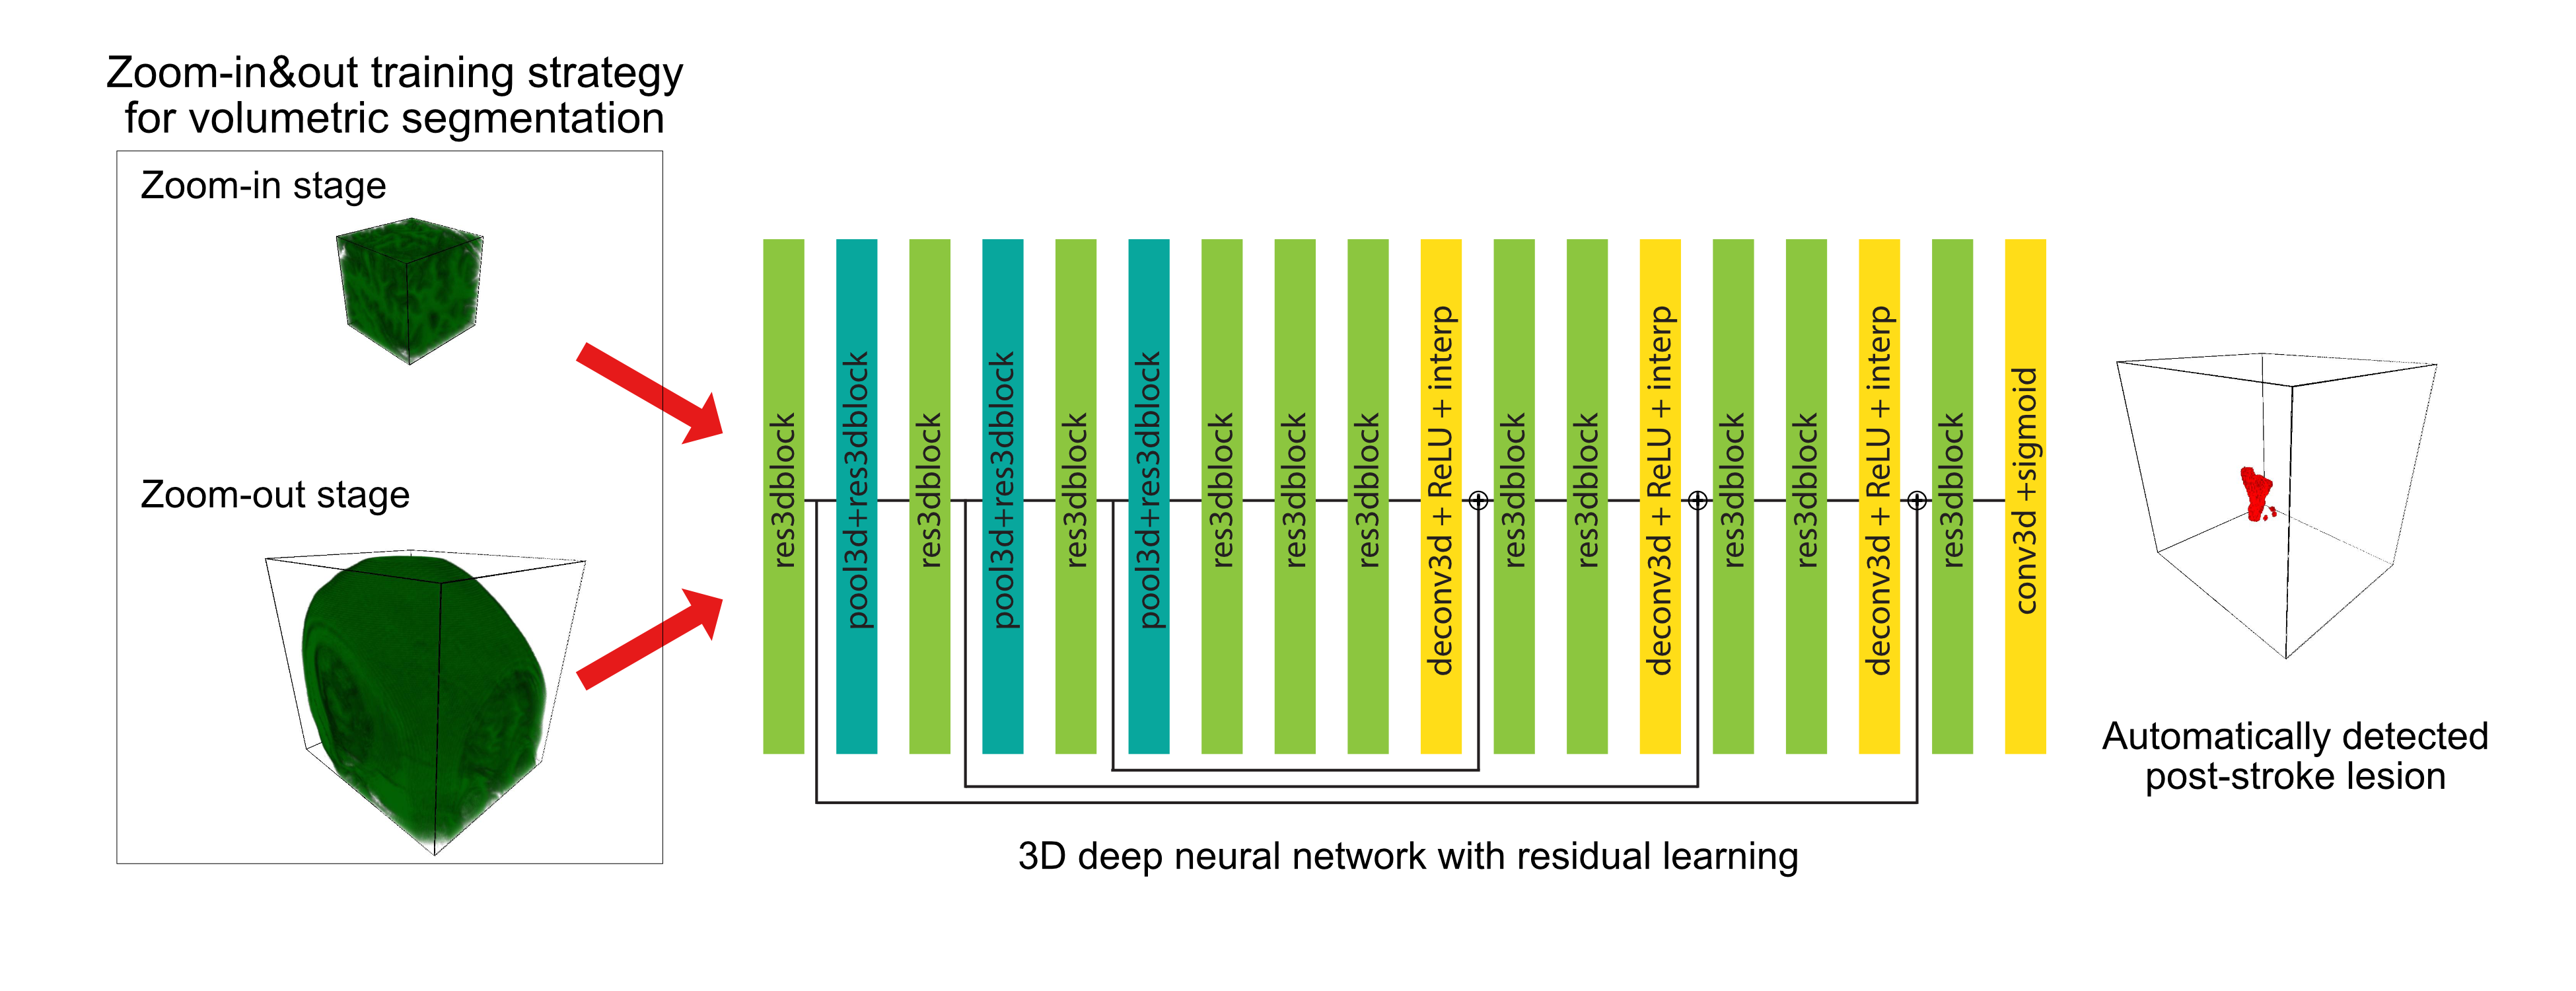 Zoom-in&out training strategy
for volumetric segmentation
Zoom-in stage
Zoom-out stage
res3dblock
pool3d+res3dblock
res3dblock
pool3d+res3dblock
res3dblock
pool3d+res3dblock
res3dblock
res3dblock
res3dblock
deconv3d + ReLU + interp
res3dblock
res3dblock
deconv3d + ReLU + interp
res3dblock
res3dblock
deconv3d + ReLU + interp
res3dblock
conv3d +sigmoid
3D deep neural network with residual learning
Automatically detected
post-stroke lesion